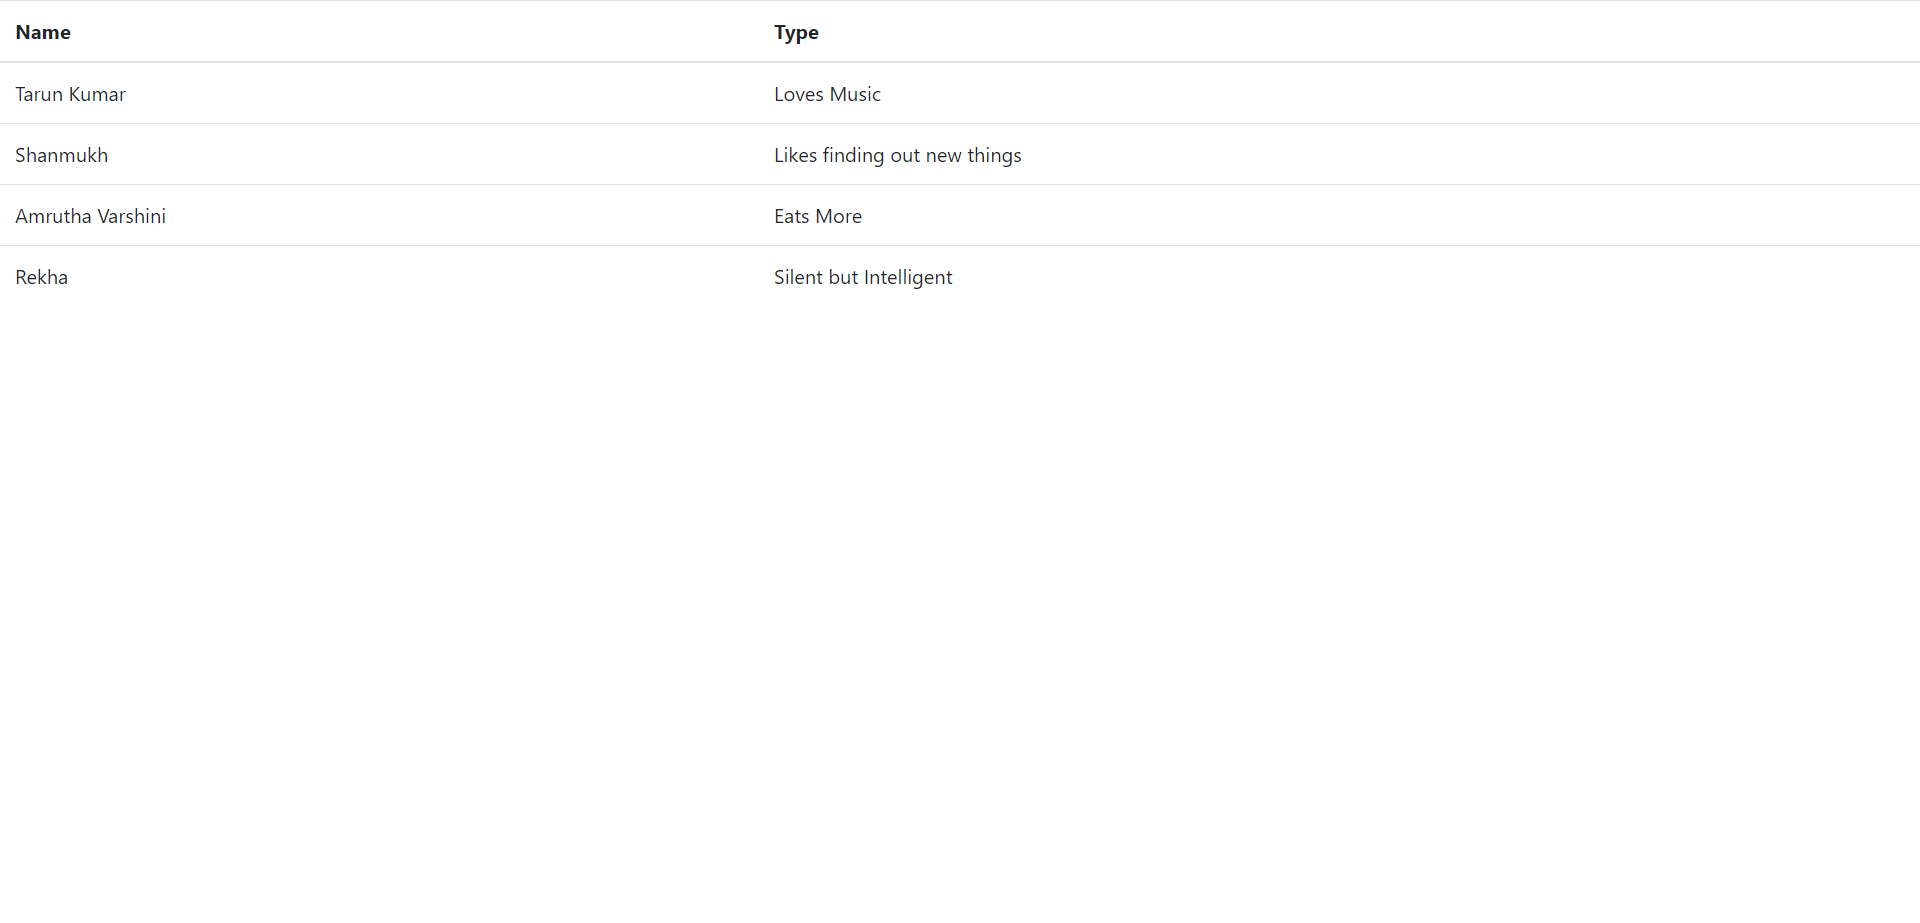 Name Type
Tarun Kumar Loves Music
Shanmukh Likes finding out new things
Amrutha Varshini Eats More
Rekha Silent but Intelligent